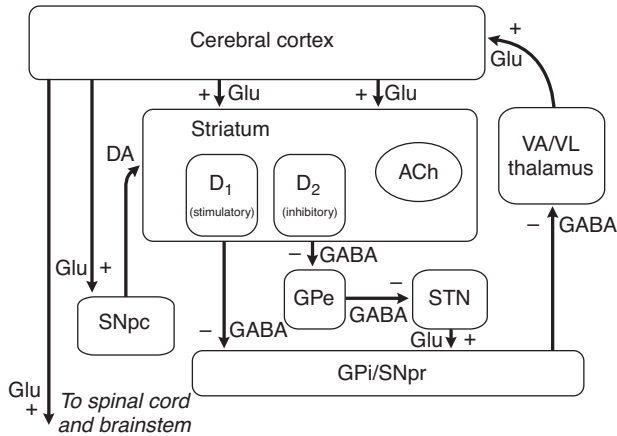 Cerebral cortex
+
Glu
+ Glu
+ Glu
Striatum
DA
D1
(stimulatory)
D2
(inhibitory)
ACh
VA/VL
thalamus
– GABA
– GABA
Glu +
SNpc
GPe
–
GABA
STN
– GABA
Glu +
GPi/SNpr
Glu
+
To spinal cord
and brainstem